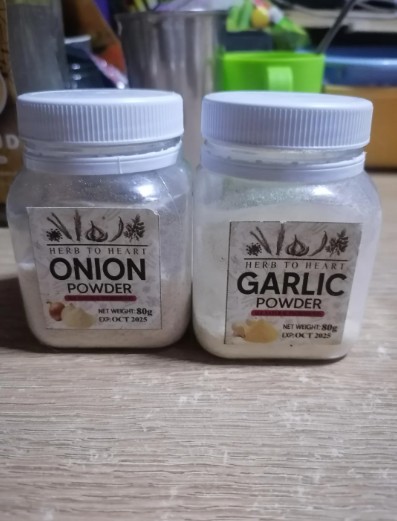 HERB TO HEART
ONION
POWDER
NET WEIGHT: 80g
EXP: OCT 2025
HERB TO HEART
GARLIC
POWDER
NET WEIGHT: 80g
EXP: OCT 2025